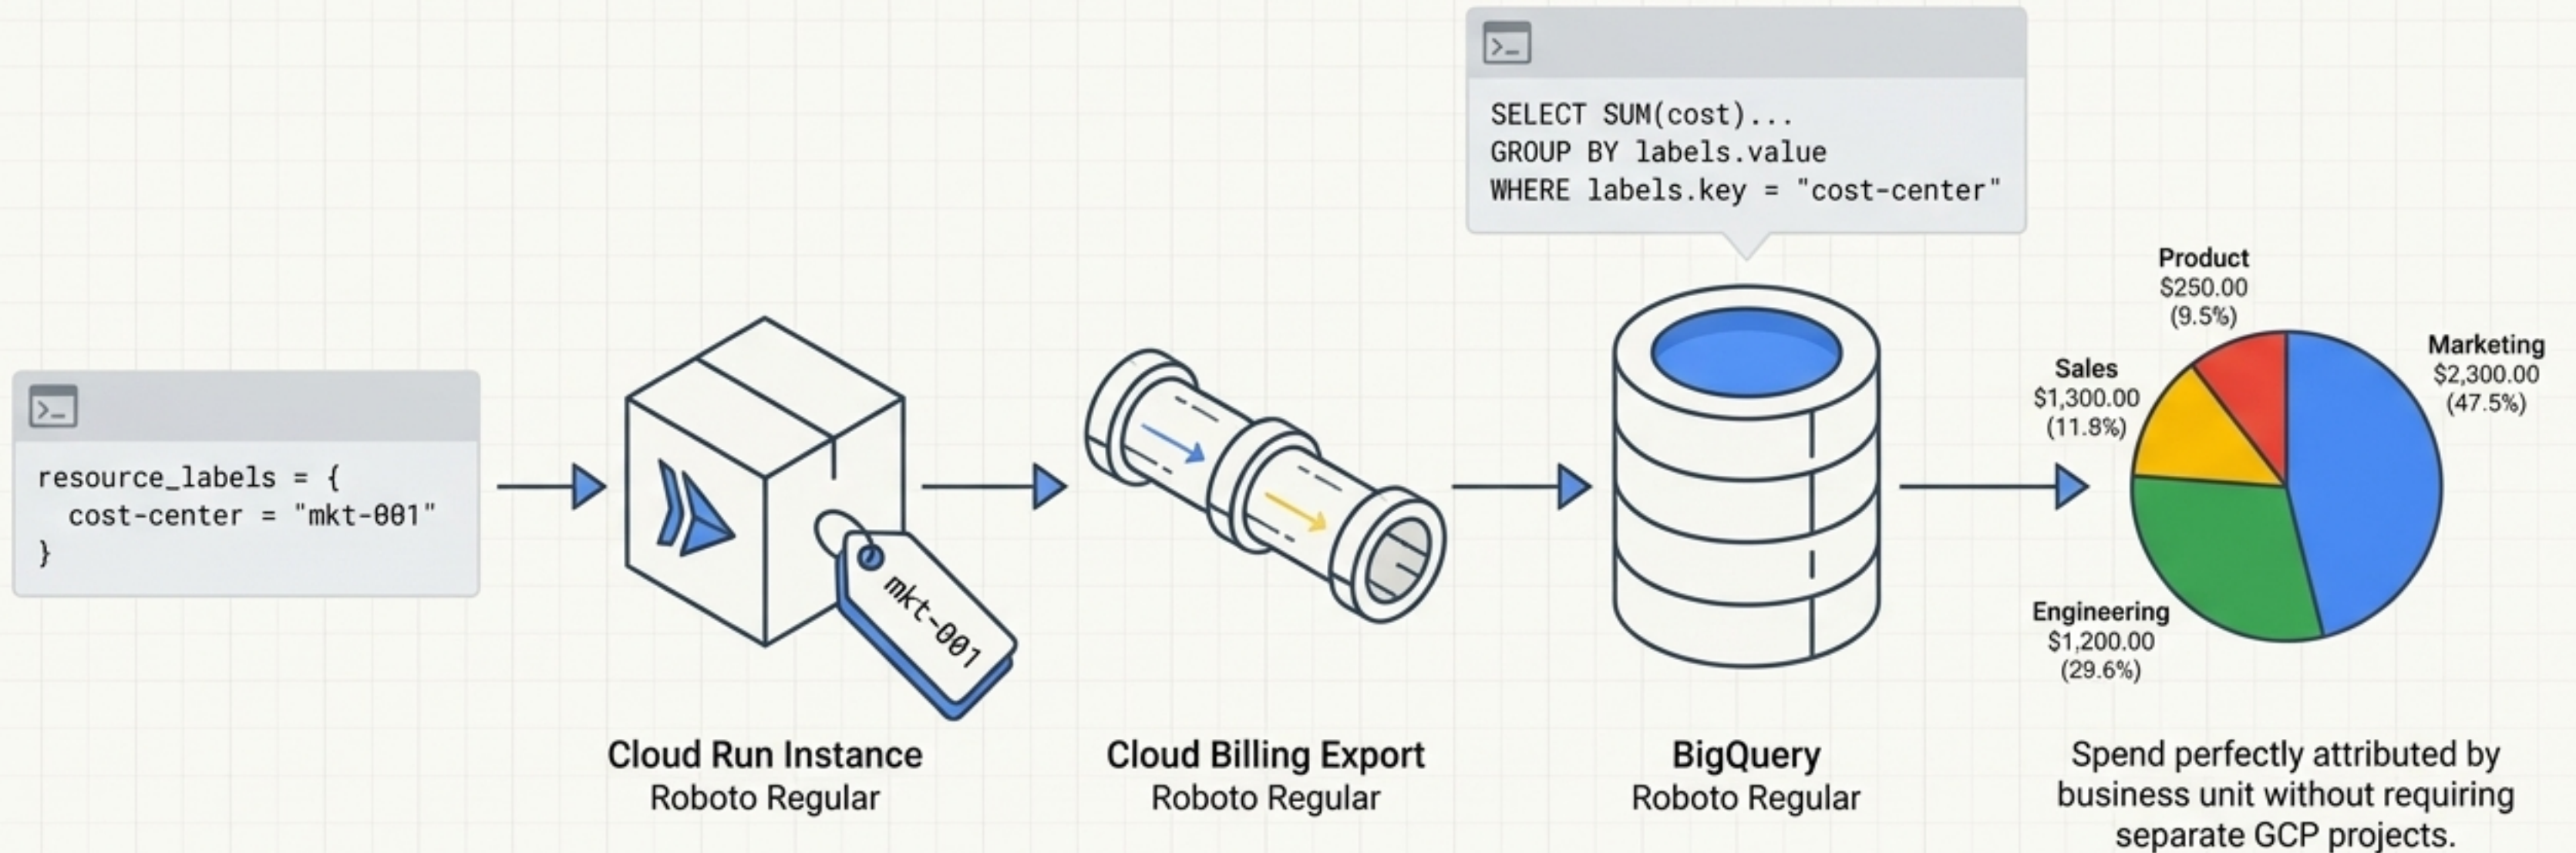 resource_labels = {
cost-center = "mkt-001"
}
mkt-001
Cloud Run Instance
Roboto Regular
Cloud Billing Export
Roboto Regular
SELECT SUM(cost)...
GROUP BY labels.value
WHERE labels.key = "cost-center"
BigQuery
Roboto Regular
Product
$250.00
(9.5%)
Marketing
$2,300.00
(47.5%)
Sales
$1,300.00
(11.8%)
Engineering
$1,200.00
(29.6%)
Spend perfectly attributed by
business unit without requiring
separate GCP projects.